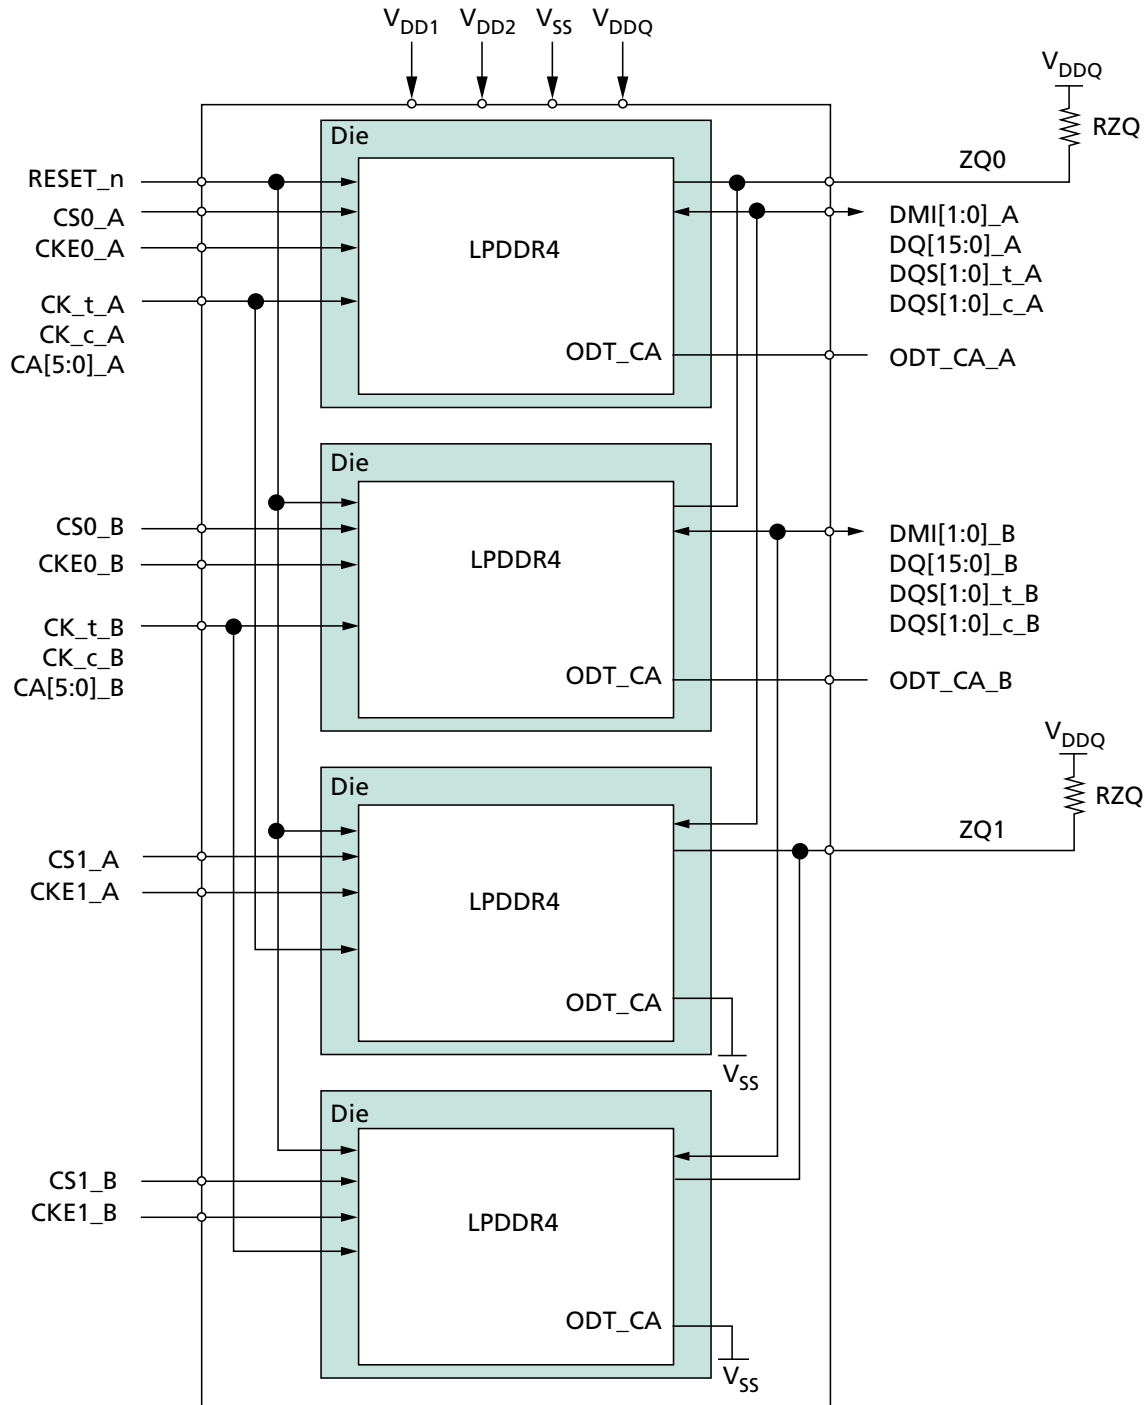 VDD1 VDD2 VSS VDDQ
VDDQ
RZQ
Die
ZQ0
RESET_n
CS0_A
DMI[1:0]_A
CKE0_A
LPDDR4
DQ[15:0]_A
DQS[1:0]_t_A
CK_t_A
DQS[1:0]_c_A
CK_c_A
ODT_CA
ODT_CA_A
CA[5:0]_A
Die
CS0_B
DMI[1:0]_B
CKE0_B
LPDDR4
DQ[15:0]_B
DQS[1:0]_t_B
CK_t_B
DQS[1:0]_c_B
CK_c_B
ODT_CA
ODT_CA_B
CA[5:0]_B
VDDQ
Die
RZQ
ZQ1
CS1_A
CKE1_A
LPDDR4
ODT_CA
VSS
Die
CS1_B
CKE1_B
LPDDR4
ODT_CA
VSS